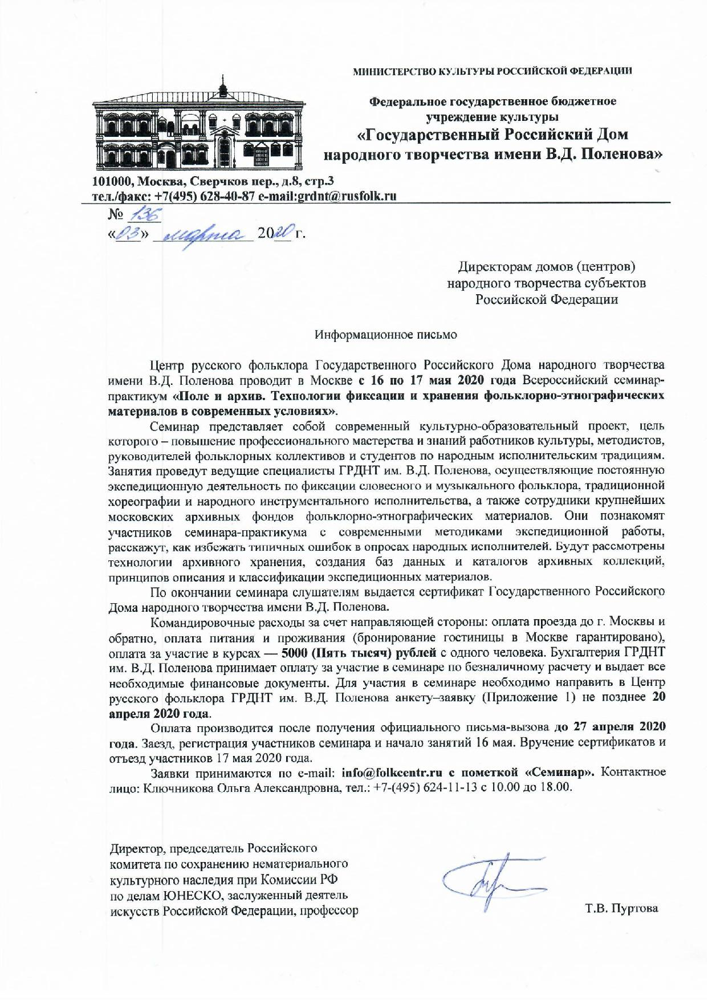 МИНИСТЕРСТВО КУЛЬТУРЫ РОССИЙСКОЙ ФЕДЕРАЦИИ
Федеральное государственное бюджетное
учреждение культуры
«Государственный Российский Дом
народного творчества имени В.Д. Поленова»
101000, Москва, Сверчков пер., д.8, стр.3
тел./факс: +7(495) 628-40-87 e-mail:grdnt@rusfolk.ru
№ 136
«03» марта 2020 г.
Директорам домов (центров)
народного творчества субъектов
Российской Федерации
Информационное письмо
Центр русского фольклора Государственного Российского Дома народного творчества
имени В.Д. Поленова проводит в Москве с 16 по 17 мая 2020 года Всероссийский семинар-
практикум «Поле и архив. Технологии фиксации и хранения фольклорно-этнографических
материалов в современных условиях».
Семинар представляет собой современный культурно-образовательный проект, цель
которого – повышение профессионального мастерства и знаний работников культуры, методистов,
руководителей фольклорных коллективов и студентов по народным исполнительским традициям.
Занятия проведут ведущие специалисты ГРДНТ им. В.Д. Поленова, осуществляющие постоянную
экспедиционную деятельность по фиксации словесного и музыкального фольклора, традиционной
хореографии и народного инструментального исполнительства, а также сотрудники крупнейших
московских архивных фондов фольклорно-этнографических материалов. Они познакомят
участников семинара-практикума с современными методиками экспедиционной работы,
расскажут, как избежать типичных ошибок в опросах народных исполнителей. Будут рассмотрены
технологии архивного хранения, создания баз данных и каталогов архивных коллекций,
принципов описания и классификации экспедиционных материалов.
По окончании семинара слушателям выдается сертификат Государственного Российского
Дома народного творчества имени В.Д. Поленова.
Командировочные расходы за счет направляющей стороны: оплата проезда до г. Москвы и
обратно, оплата питания и проживания (бронирование гостиницы в Москве гарантировано),
оплата за участие в курсах — 5000 (Пять тысяч) рублей с одного человека. Бухгалтерия ГРДНТ
им. В.Д. Поленова принимает оплату за участие в семинаре по безналичному расчету и выдает все
необходимые финансовые документы. Для участия в семинаре необходимо направить в Центр
русского фольклора ГРДНТ им. В.Д. Поленова анкету–заявку (Приложение 1) не позднее 20
апреля 2020 года.
Оплата производится после получения официального письма-вызова до 27 апреля 2020
года. Заезд, регистрация участников семинара и начало занятий 16 мая. Вручение сертификатов и
отъезд участников 17 мая 2020 года.
Заявки принимаются по e-mail: info@folkcentr.ru с пометкой «Семинар». Контактное
лицо: Ключникова Ольга Александровна, тел.: +7-(495) 624-11-13 с 10.00 до 18.00.
Директор, председатель Российского
комитета по сохранению нематериального
культурного наследия при Комиссии РФ
по делам ЮНЕСКО, заслуженный деятель
искусств Российской Федерации, профессор
Т.В. Пуртова